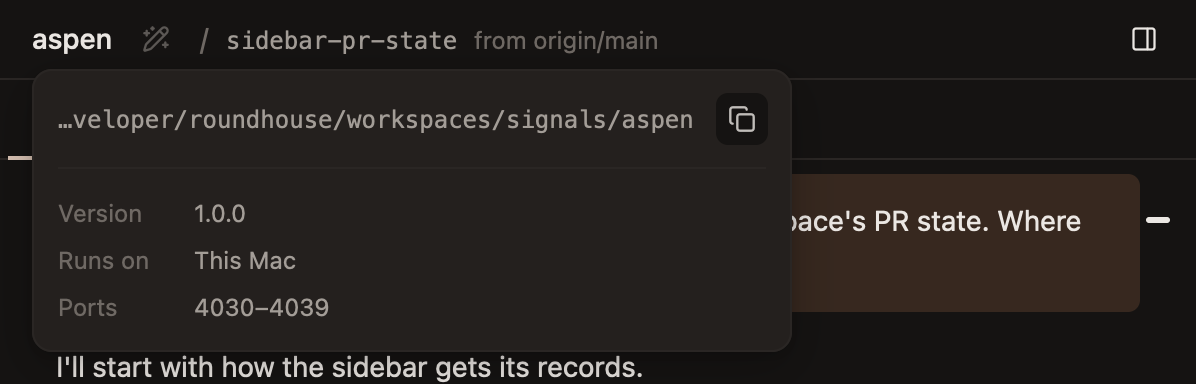 aspen / sidebar-pr-state from origin/main
…veloper/roundhouse/workspaces/signals/aspen
Version 1.0.0
space's PR state. Where
Runs on This Mac
Ports 4030–4039
I'll start with how the sidebar gets its records.